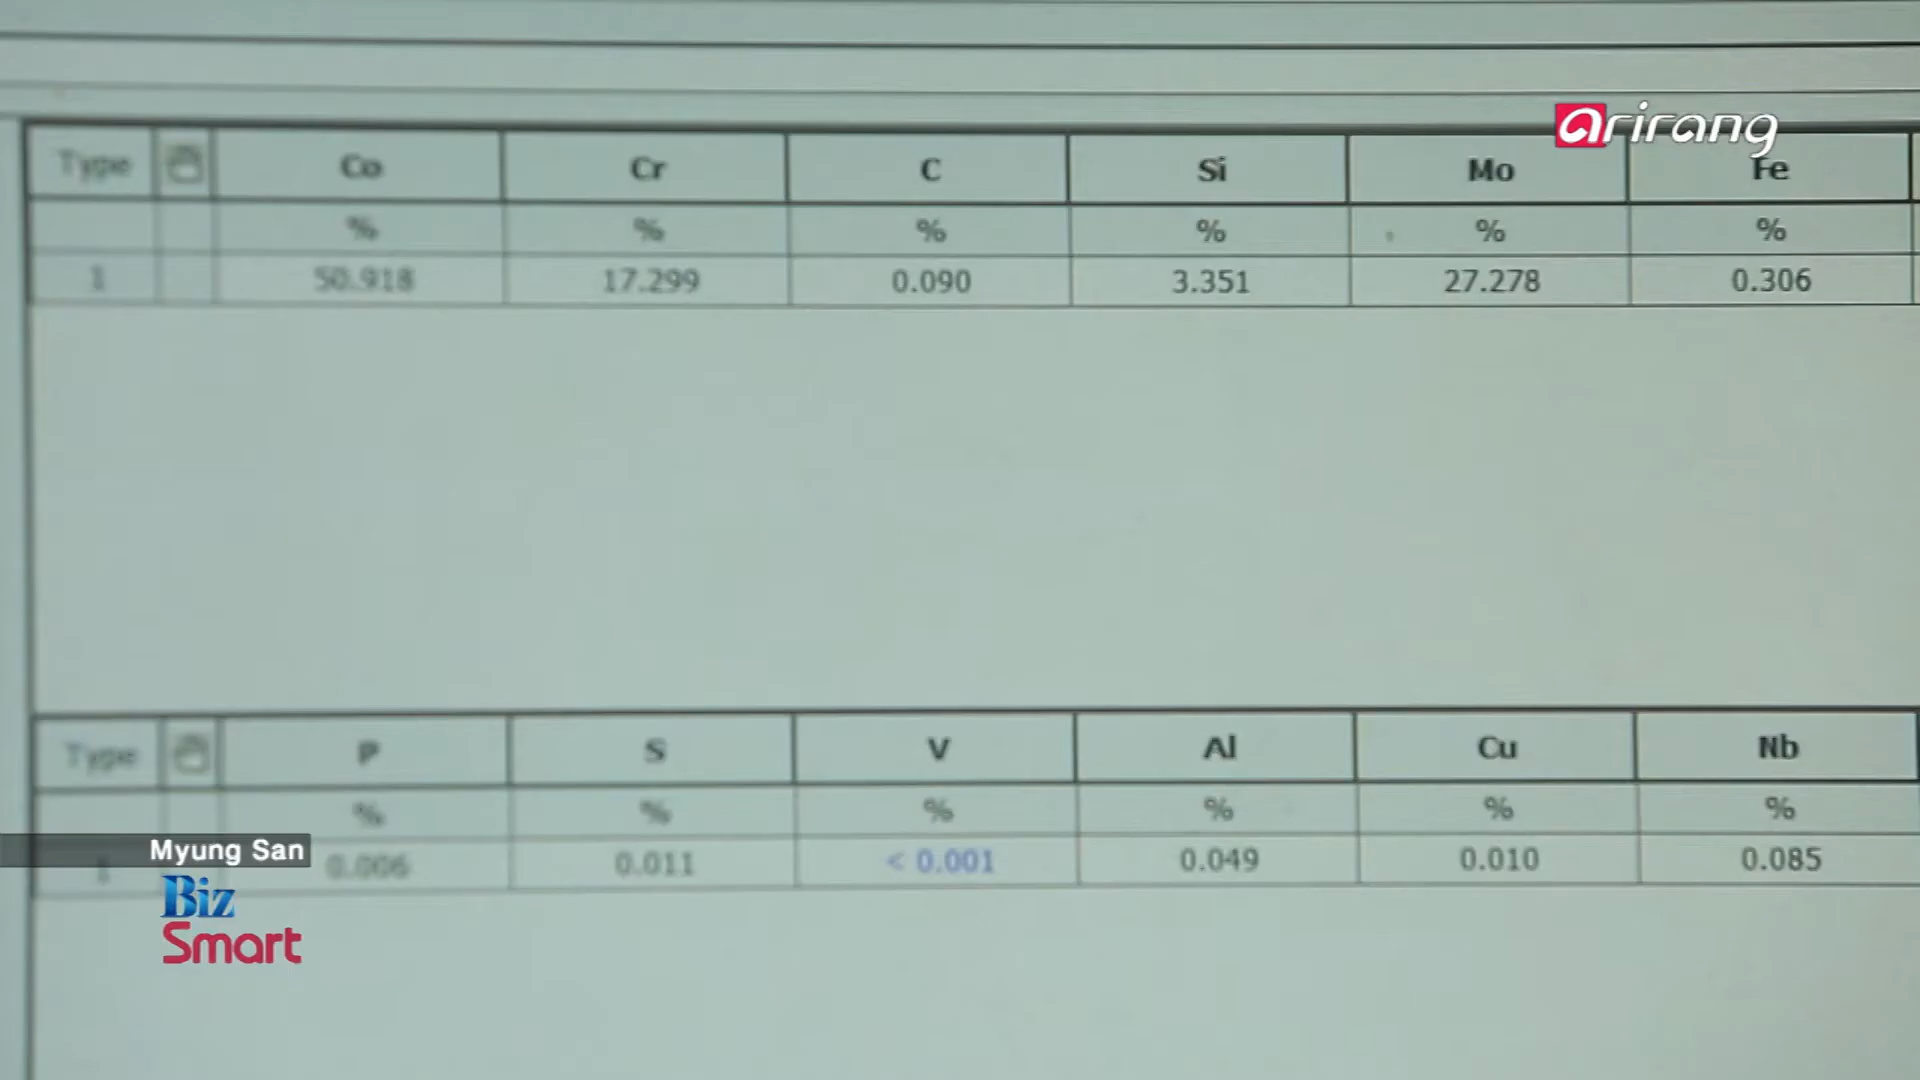 arirang
Type Co Cr C Si Mo Fe
% % % % % %
1 50.918 17.299 0.090 3.351 27.278 0.306
Type P S V Al Cu Nb
% % % % % %
1 0.006 0.011 < 0.001 0.049 0.010 0.085
Myung San
Biz
Smart